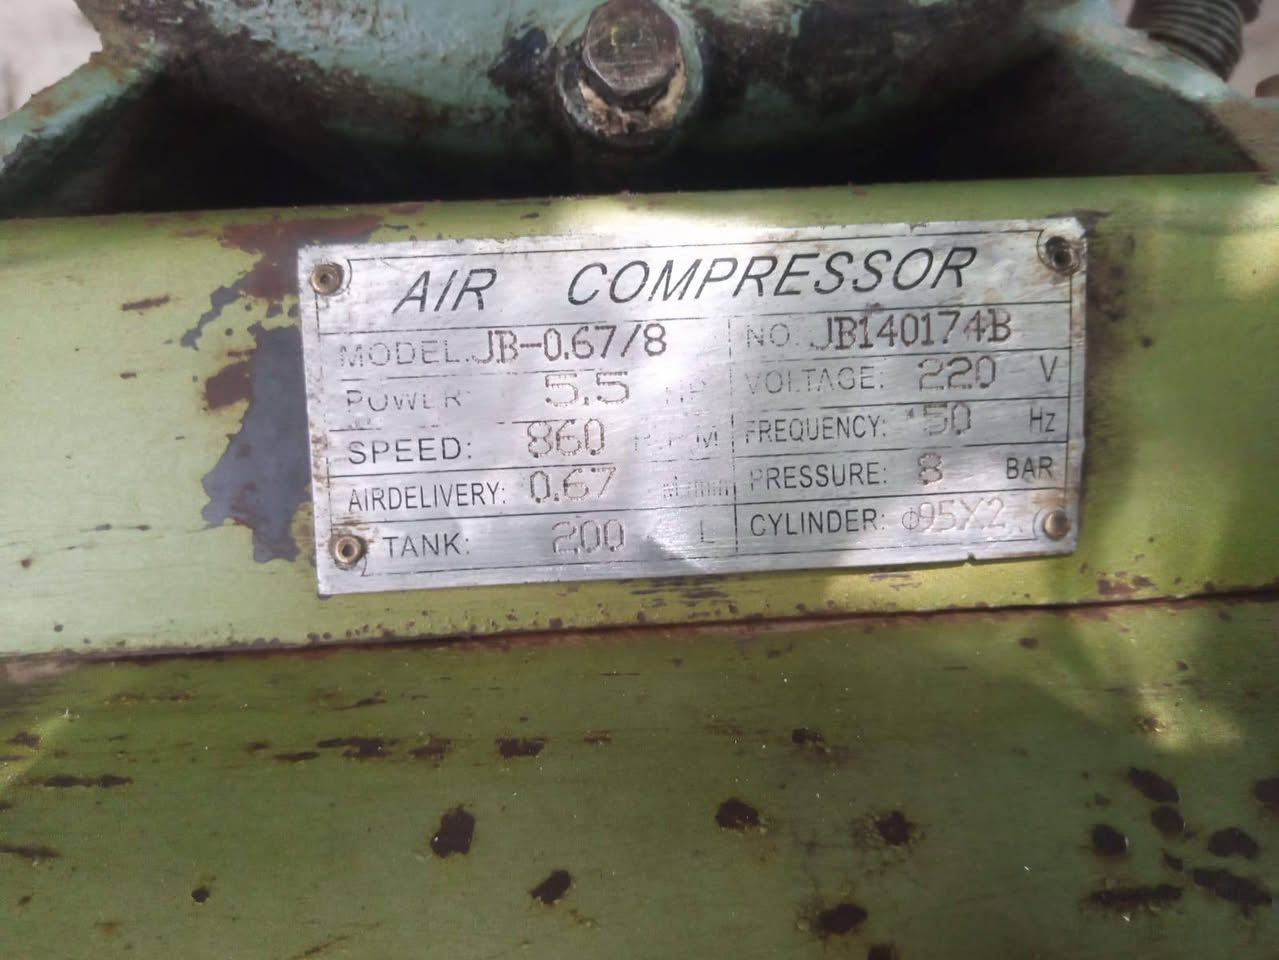 AIR COMPRESSOR
MODEL. JB-0.67/8 NO. JB140174B
POWER 5.5 HP VOLTAGE: 220 V
SPEED: 860 R.P.M FREQUENCY: 50 Hz
AIRDELIVERY: 0.67 PRESSURE: 8 BAR
TANK: 200 L CYLINDER: φ95X2